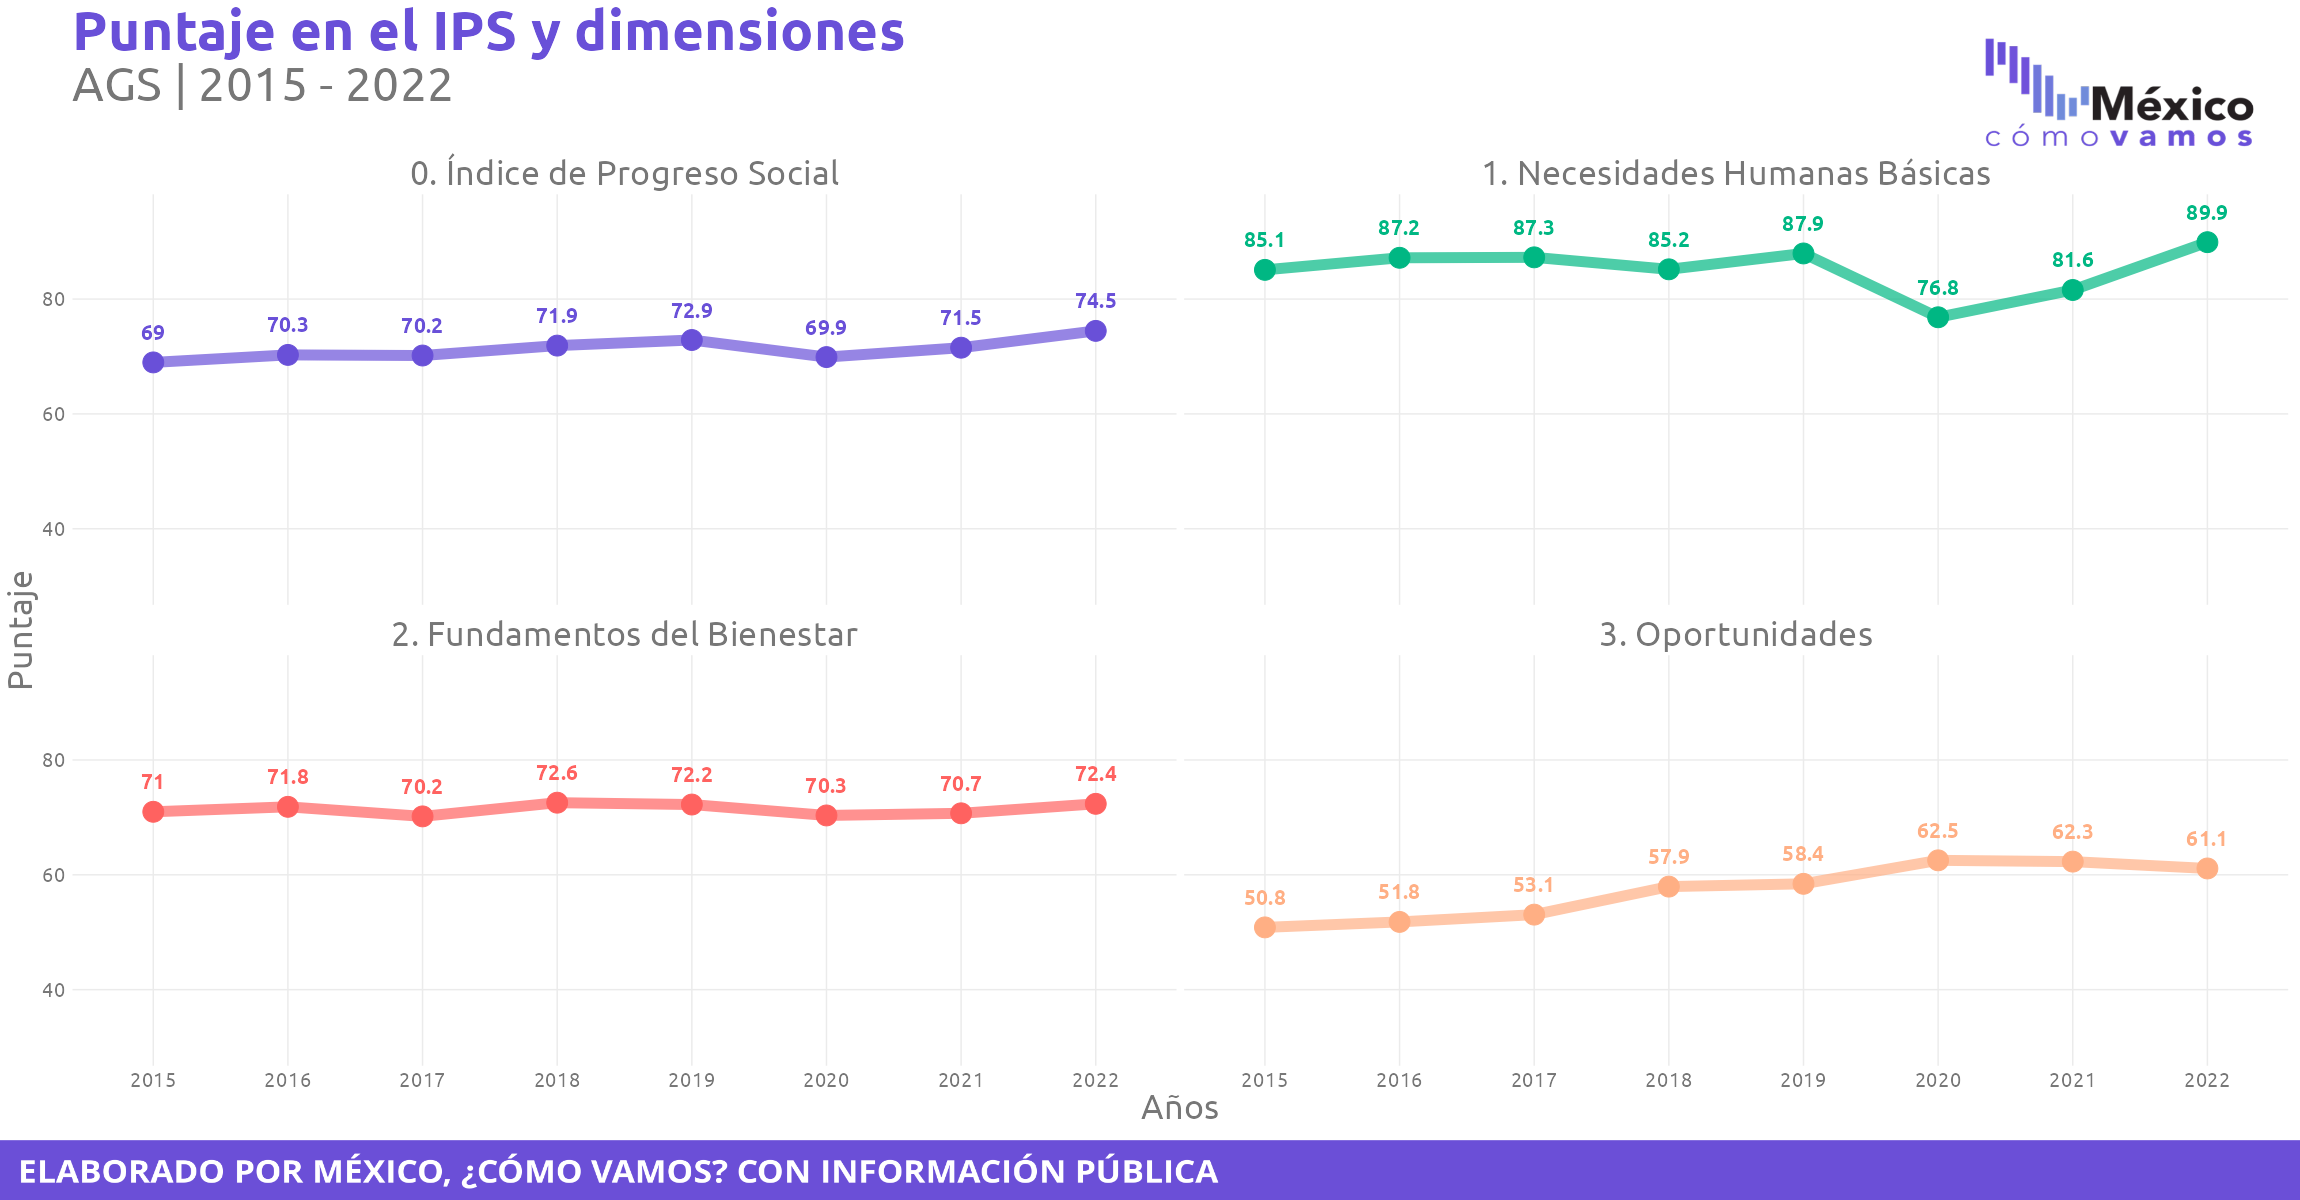 Puntaje en el IPS y dimensiones
AGS | 2015 - 2022
México
cómovamos
0. Índice de Progreso Social
69 70.3 70.2 71.9 72.9 69.9 71.5 74.5
80
60
40
1. Necesidades Humanas Básicas
85.1 87.2 87.3 85.2 87.9 76.8 81.6 89.9
Puntaje
2. Fundamentos del Bienestar
71 71.8 70.2 72.6 72.2 70.3 70.7 72.4
80
60
40
2015 2016 2017 2018 2019 2020 2021 2022
3. Oportunidades
50.8 51.8 53.1 57.9 58.4 62.5 62.3 61.1
2015 2016 2017 2018 2019 2020 2021 2022
Años
ELABORADO POR MÉXICO, ¿CÓMO VAMOS? CON INFORMACIÓN PÚBLICA